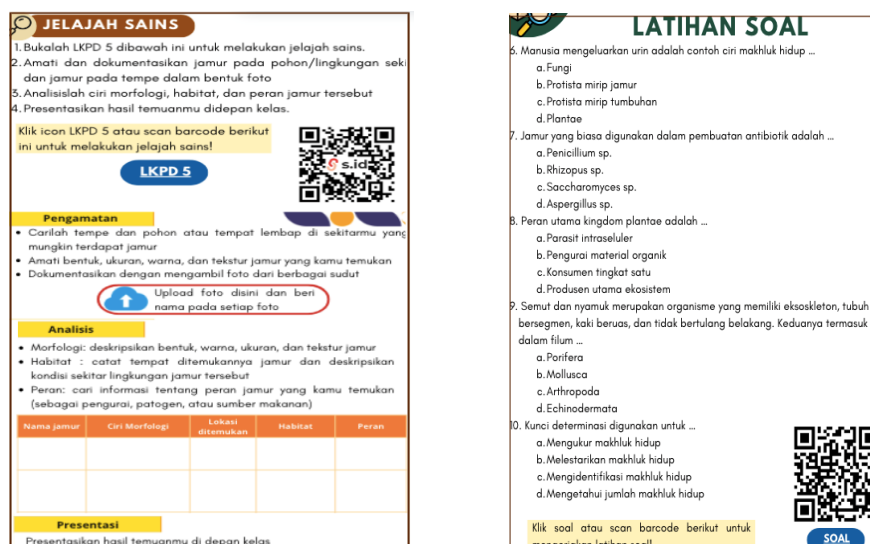 JELAJAH SAINS
1. Bukalah LKPD 5 dibawah ini untuk melakukan jelajah sains.
2. Amati dan dokumentasikan jamur pada pohon/lingkungan seki
dan jamur pada tempe dalam bentuk foto
3. Analisislah ciri morfologi, habitat, dan peran jamur tersebut
4. Presentasikan hasil temuanmu didepan kelas.
Klik icon LKPD 5 atau scan barcode berikut
ini untuk melakukan jelajah sains!
s.id
LKPD 5
Pengamatan
• Carilah tempe dan pohon atau tempat lembap di sekitarmu yang
mungkin terdapat jamur
• Amati bentuk, ukuran, warna, dan tekstur jamur yang kamu temukan
• Dokumentasikan dengan mengambil foto dari berbagai sudut
Upload foto disini dan beri
nama pada setiap foto
Analisis
• Morfologi: deskripsikan bentuk, warna, ukuran, dan tekstur jamur
• Habitat : catat tempat ditemukannya jamur dan deskripsikan
kondisi sekitar lingkungan jamur tersebut
• Peran: cari informasi tentang peran jamur yang kamu temukan
(sebagai pengurai, patogen, atau sumber makanan)
Nama jamur Ciri Morfologi Lokasi ditemukan Habitat Peran
Presentasi
Presentasikan hasil temuanmu di depan kelas
LATIHAN SOAL
6. Manusia mengeluarkan urin adalah contoh ciri makhluk hidup ...
a. Fungi
b. Protista mirip jamur
c. Protista mirip tumbuhan
d. Plantae
7. Jamur yang biasa digunakan dalam pembuatan antibiotik adalah ...
a. Penicillium sp.
b. Rhizopus sp.
c. Saccharomyces sp.
d. Aspergillus sp.
8. Peran utama kingdom plantae adalah ...
a. Parasit intraseluler
b. Pengurai material organik
c. Konsumen tingkat satu
d. Produsen utama ekosistem
9. Semut dan nyamuk merupakan organisme yang memiliki eksoskleton, tubuh
bersegmen, kaki beruas, dan tidak bertulang belakang. Keduanya termasuk
dalam filum ...
a. Porifera
b. Mollusca
c. Arthropoda
d. Echinodermata
10. Kunci determinasi digunakan untuk ...
a. Mengukur makhluk hidup
b. Melestarikan makhluk hidup
c. Mengidentifikasi makhluk hidup
d. Mengetahui jumlah makhluk hidup
Klik soal atau scan barcode berikut untuk
mengerjakan latihan soal!
SOAL